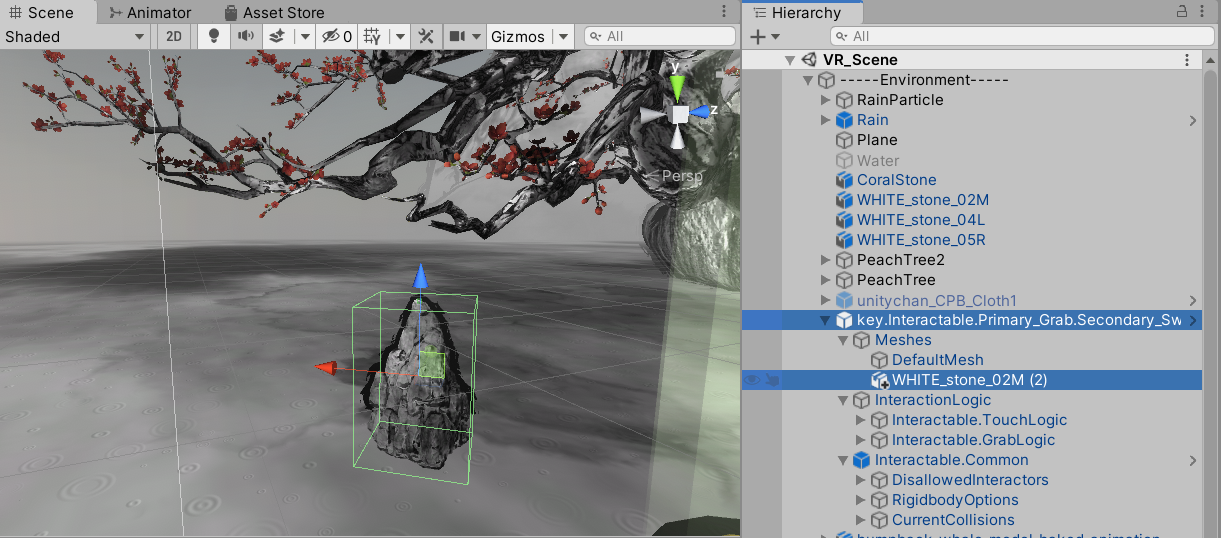 Scene
Animator
Asset Store
Shaded
2D
0
Gizmos
All
y
z
Persp
Hierarchy
All
VR_Scene
-----Environment-----
RainParticle
Rain
Plane
Water
CoralStone
WHITE_stone_02M
WHITE_stone_04L
WHITE_stone_05R
PeachTree2
PeachTree
unitychan_CPB_Cloth1
key.Interactable.Primary_Grab.Secondary_Sw
Meshes
DefaultMesh
WHITE_stone_02M (2)
InteractionLogic
Interactable.TouchLogic
Interactable.GrabLogic
Interactable.Common
DisallowedInteractors
RigidbodyOptions
CurrentCollisions